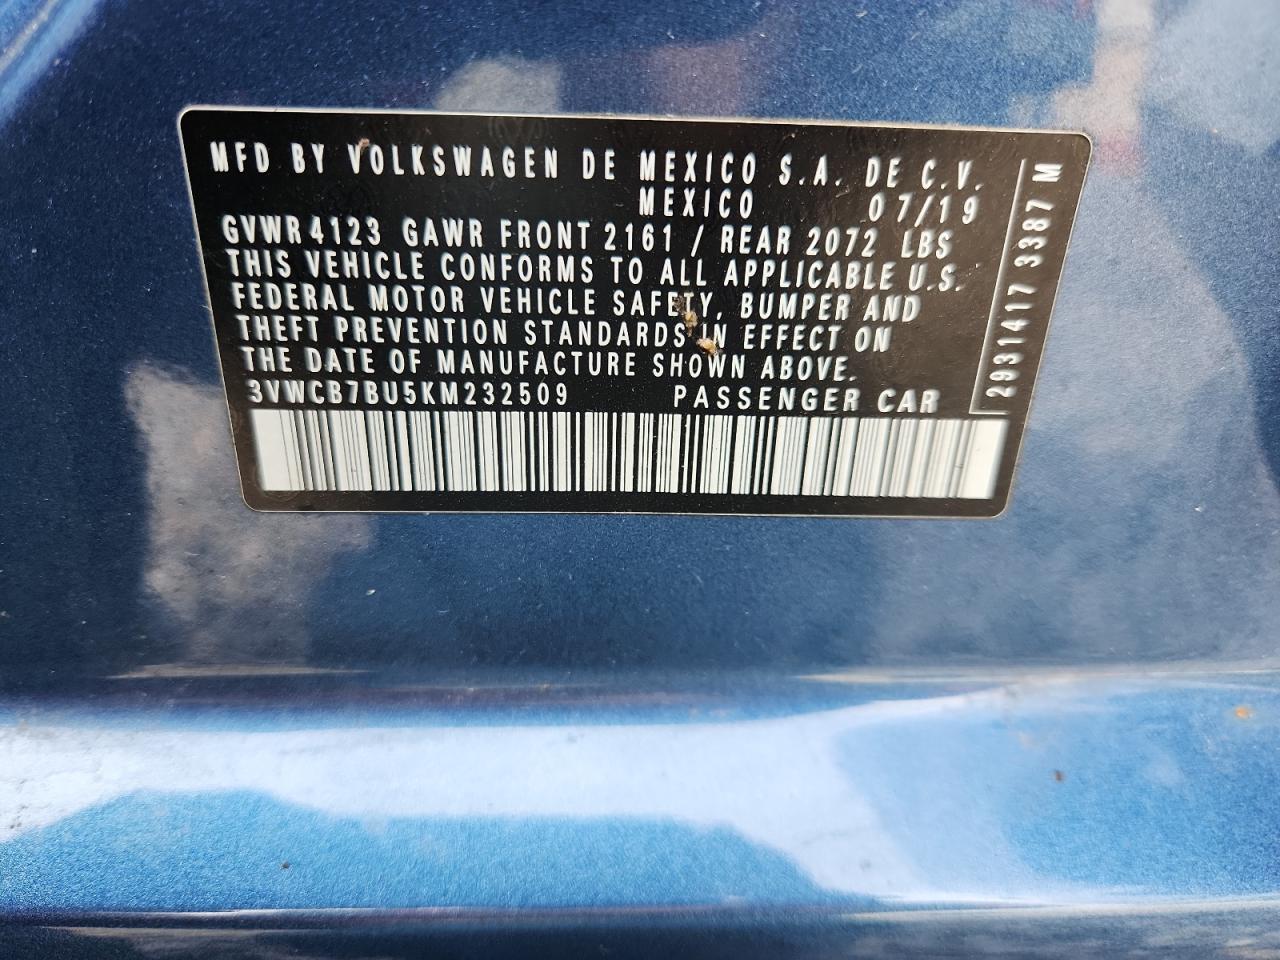 MFD BY VOLKSWAGEN DE MEXICO S.A. DE C.V.
MEXICO 07/19
GVWR 4123 GAWR FRONT 2161 / REAR 2072 LBS
THIS VEHICLE CONFORMS TO ALL APPLICABLE U.S.
FEDERAL MOTOR VEHICLE SAFETY, BUMPER AND
THEFT PREVENTION STANDARDS IN EFFECT ON
THE DATE OF MANUFACTURE SHOWN ABOVE.
3VWCB7BU5KM232509 PASSENGER CAR
2931417 3387 M